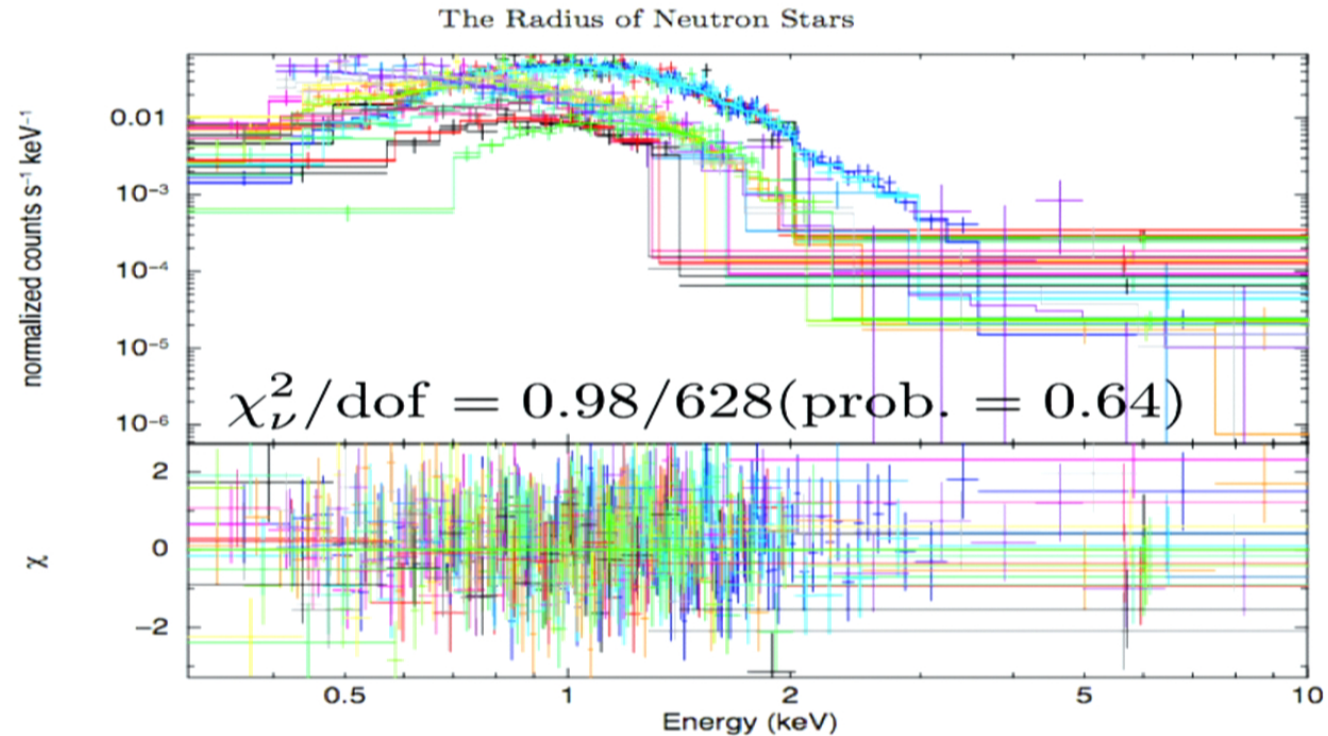 The Radius of Neutron Stars
normalized counts s⁻¹ keV⁻¹
0.01
10⁻³
10⁻⁴
10⁻⁵
10⁻⁶
χ²ᵥ/dof = 0.98/628(prob. = 0.64)
χ
2
0
−2
0.5 1 2 5 10
Energy (keV)